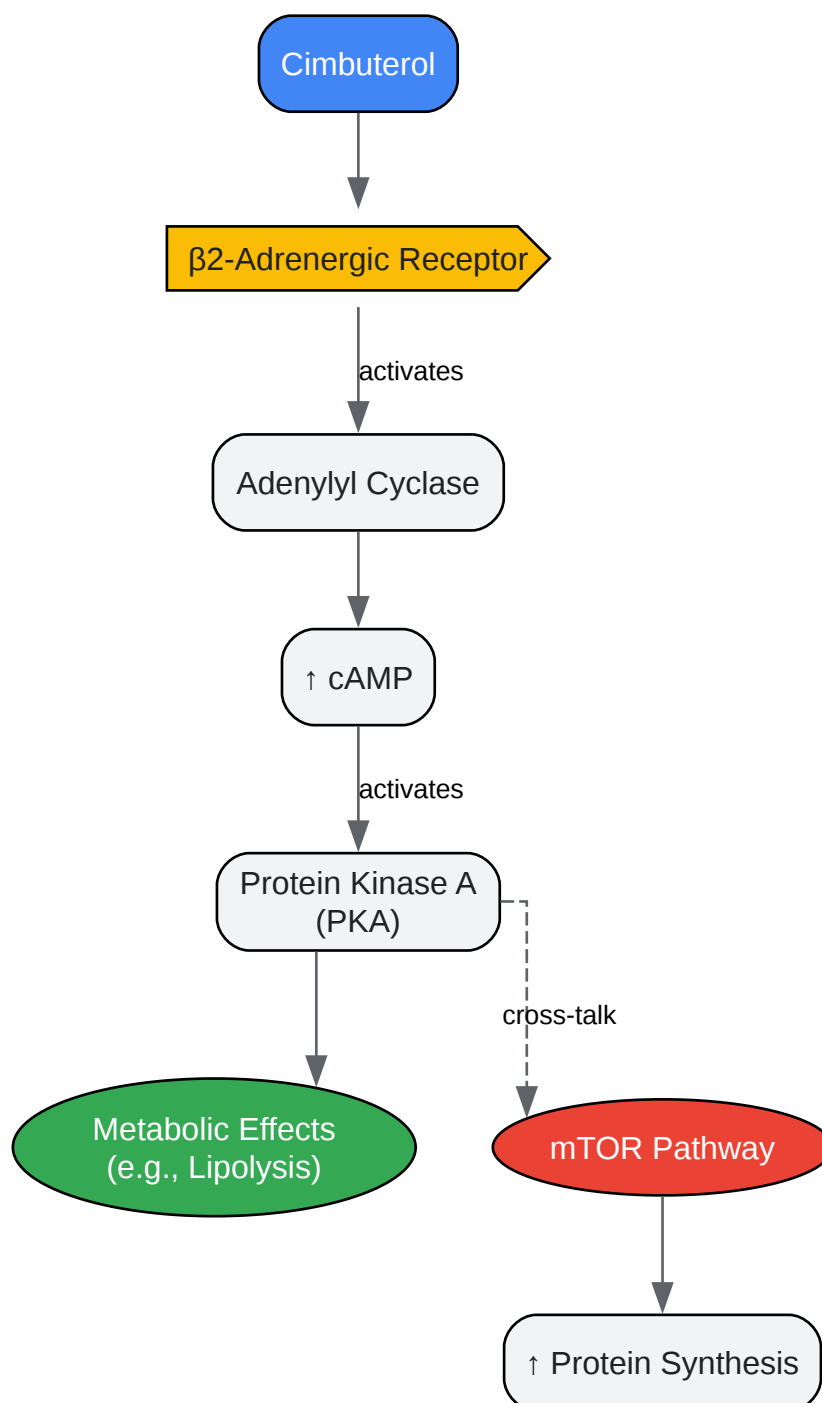 Cimbuterol
β2-Adrenergic Receptor
activates
Adenylyl Cyclase
↑ cAMP
activates
Protein Kinase A
(PKA)
cross-talk
Metabolic Effects
(e.g., Lipolysis)
mTOR Pathway
↑ Protein Synthesis